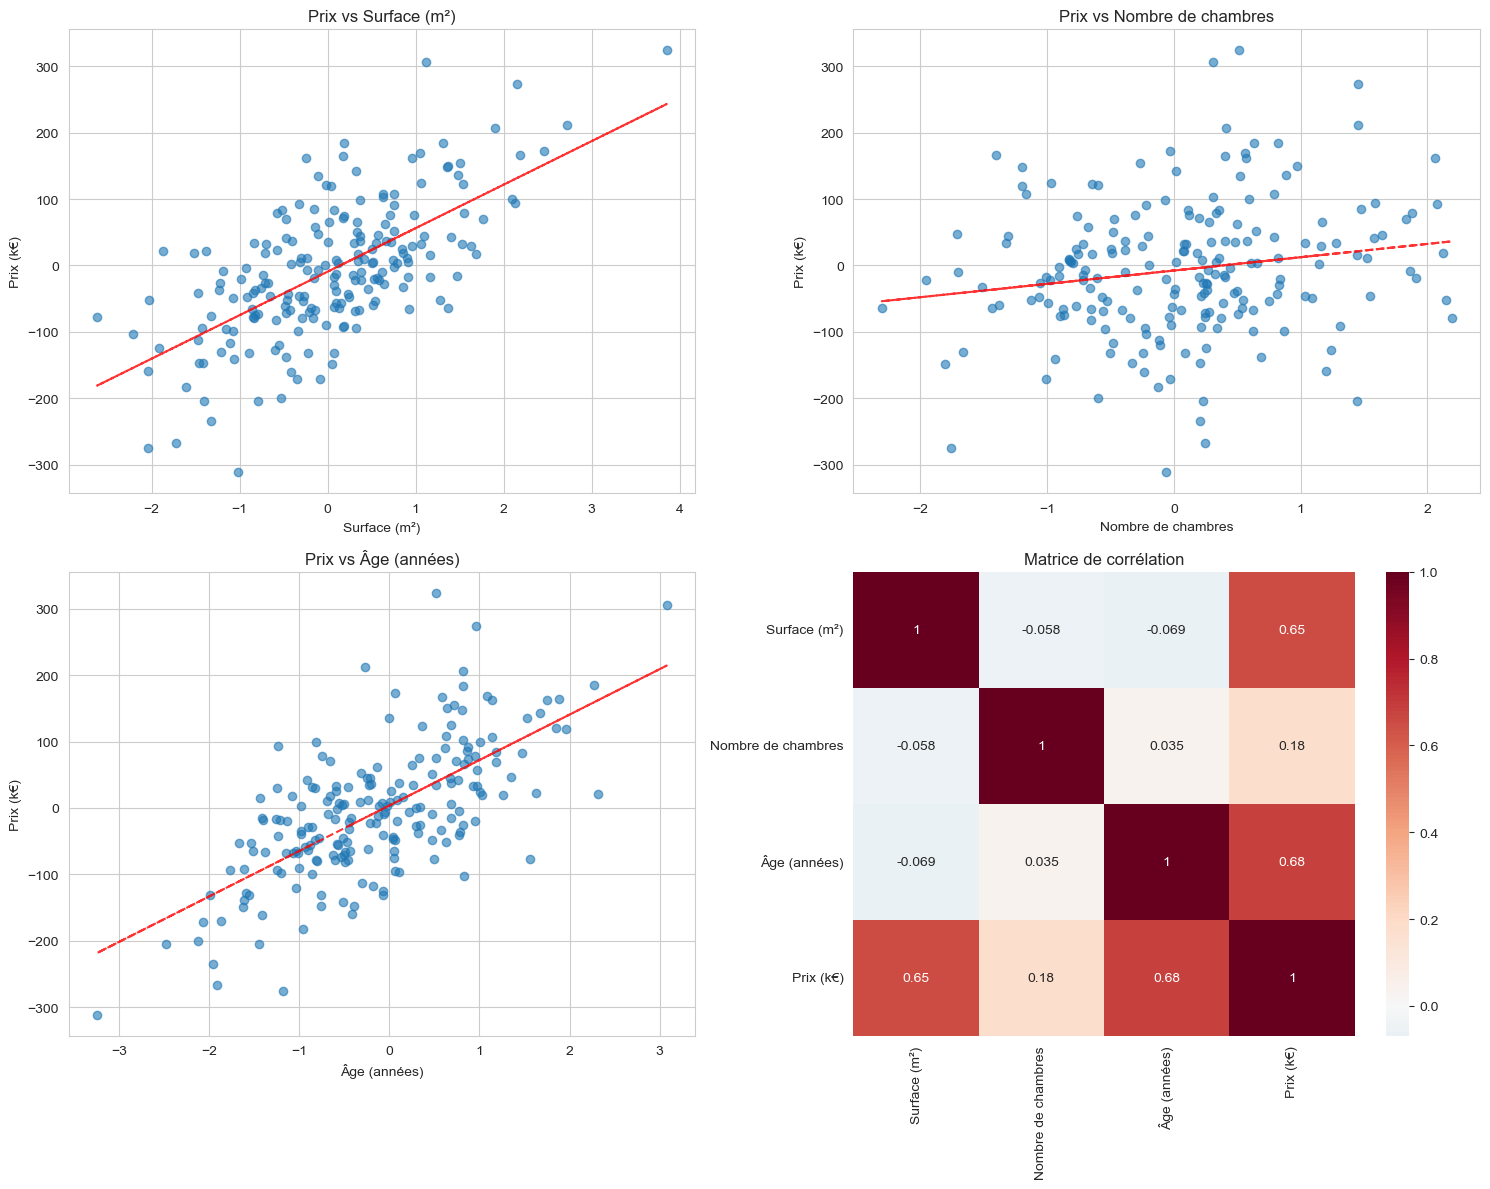 Prix vs Surface (m²)
Prix (k€)
300
200
100
0
−100
−200
−300
−2 −1 0 1 2 3 4
Surface (m²)
Prix vs Nombre de chambres
Prix (k€)
300
200
100
0
−100
−200
−300
−2 −1 0 1 2
Nombre de chambres
Prix vs Âge (années)
Prix (k€)
300
200
100
0
−100
−200
−300
−3 −2 −1 0 1 2 3
Âge (années)
Matrice de corrélation
Surface (m²) 1 -0.058 -0.069 0.65
Nombre de chambres -0.058 1 0.035 0.18
Âge (années) -0.069 0.035 1 0.68
Prix (k€) 0.65 0.18 0.68 1
Surface (m²)
Nombre de chambres
Âge (années)
Prix (k€)
1.0
0.8
0.6
0.4
0.2
0.0